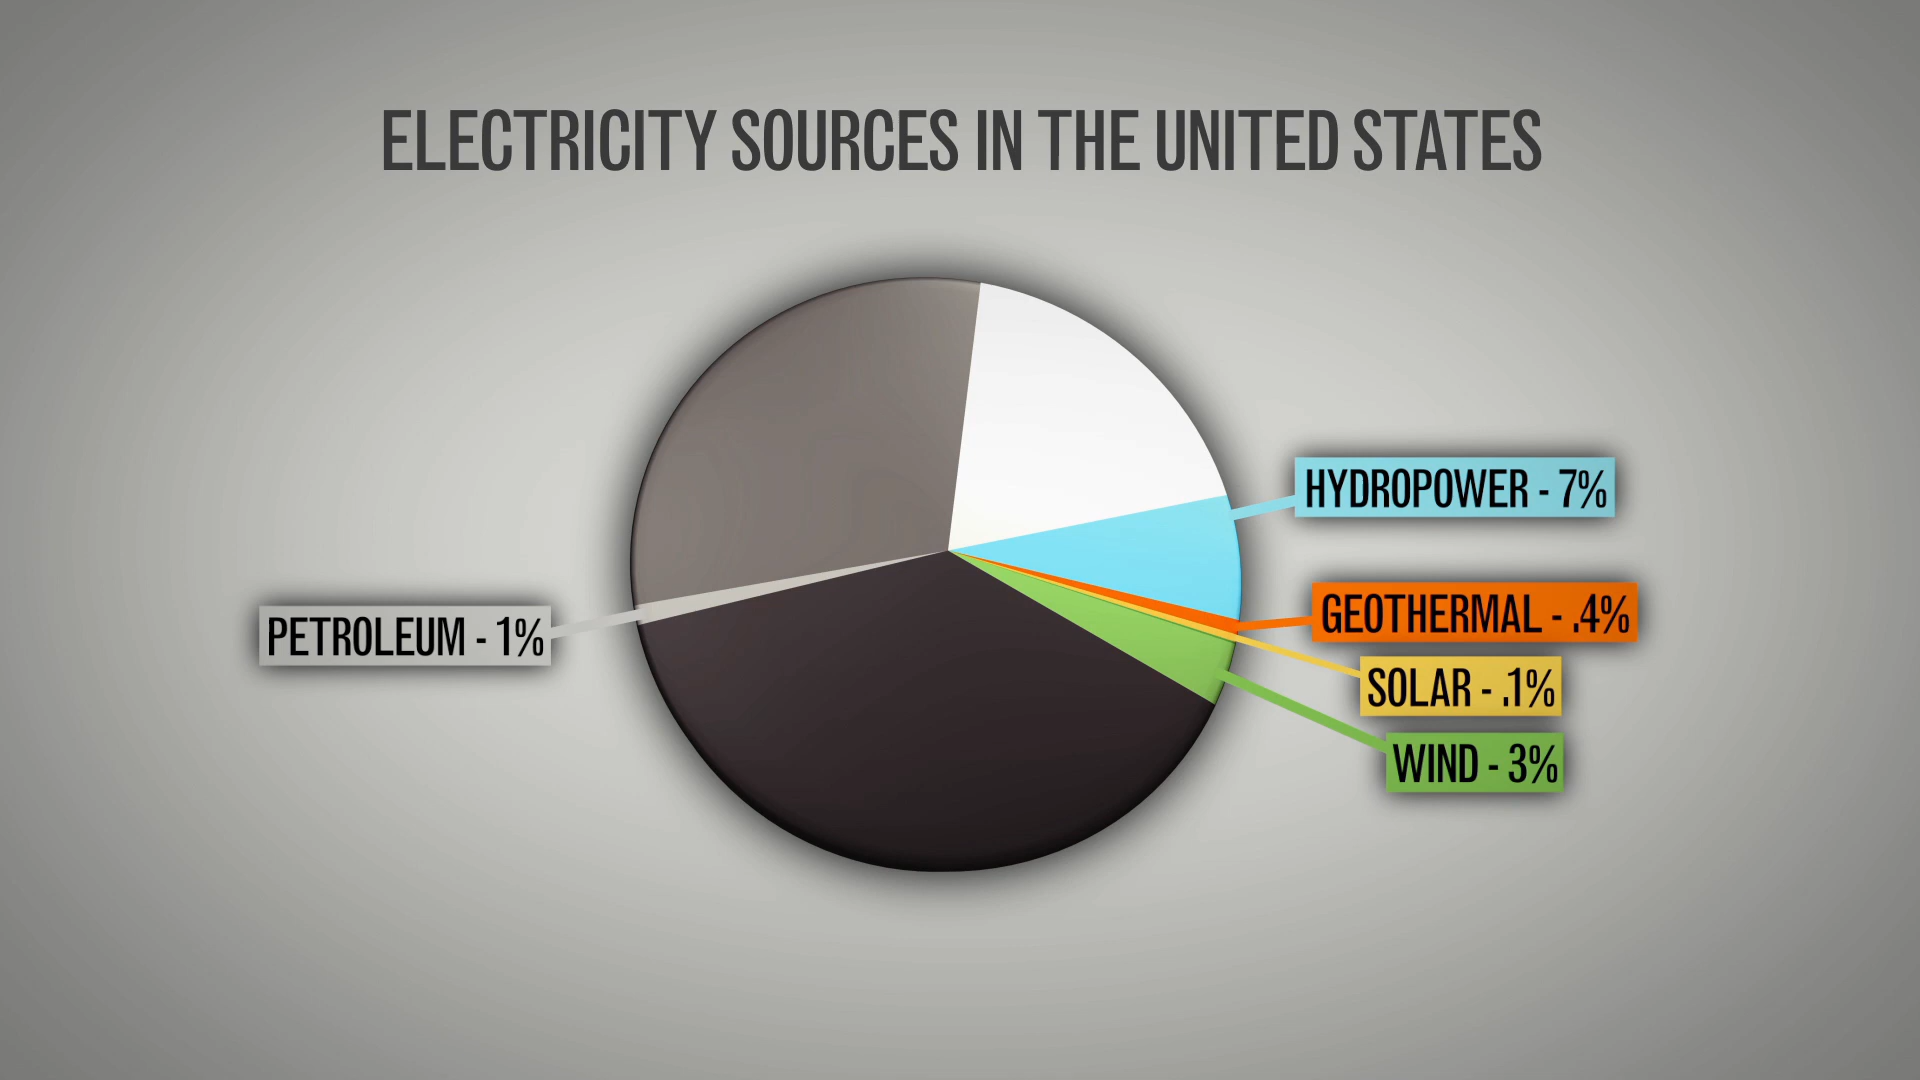 ELECTRICITY SOURCES IN THE UNITED STATES
HYDROPOWER - 7%
GEOTHERMAL - .4%
PETROLEUM - 1%
SOLAR - .1%
WIND - 3%